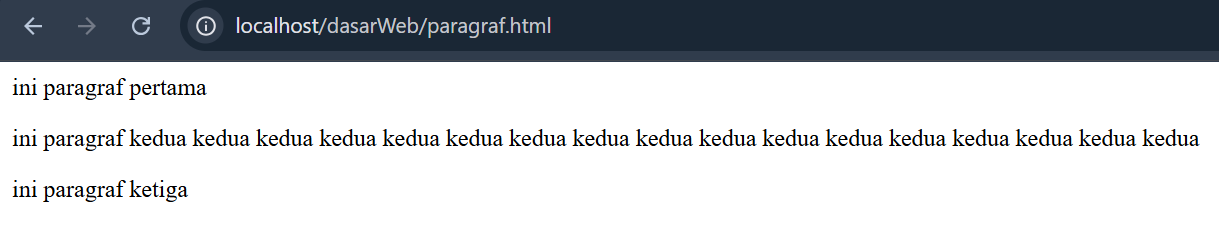 localhost/dasarWeb/paragraf.html
ini paragraf pertama
ini paragraf kedua kedua kedua kedua kedua kedua kedua kedua kedua kedua kedua kedua kedua kedua kedua kedua kedua
ini paragraf ketiga